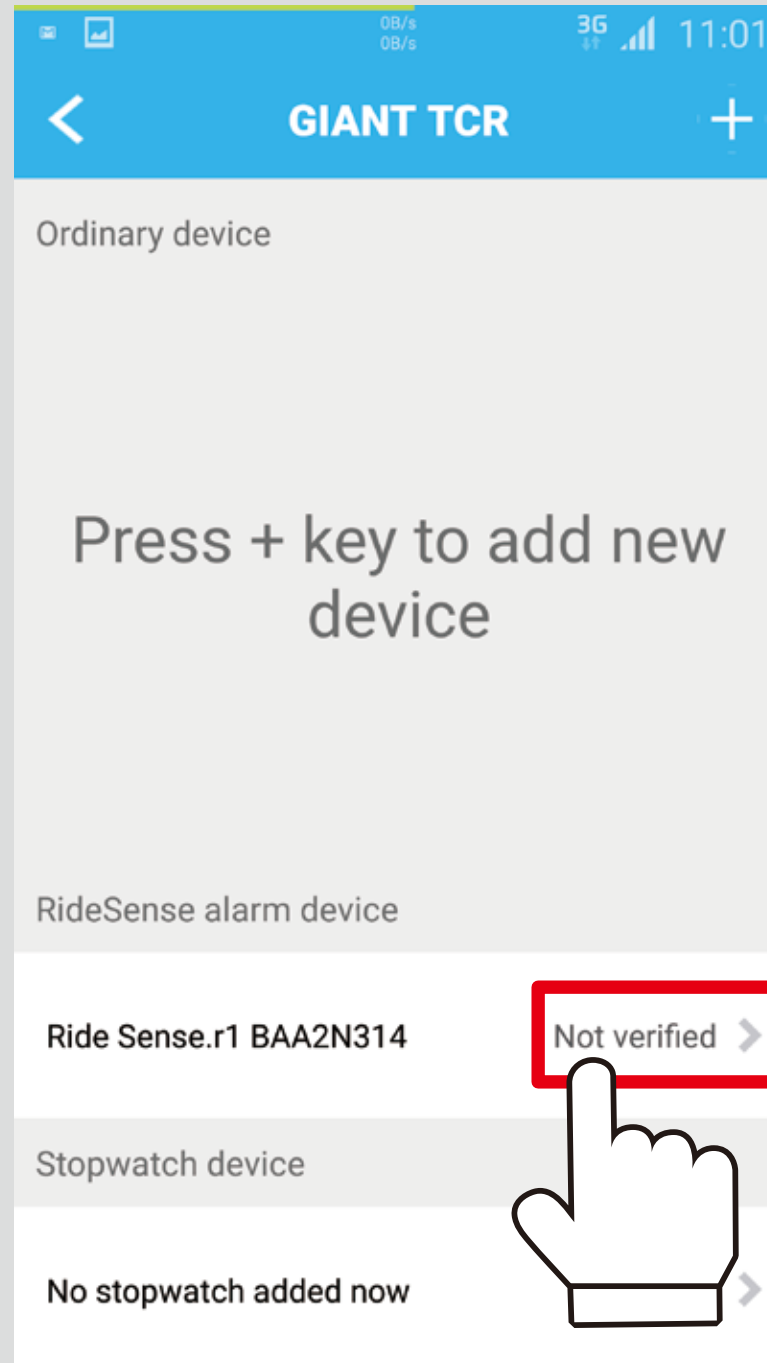 0B/s
0B/s
3G
11:01
GIANT TCR
Ordinary device
Press + key to add new
device
RideSense alarm device
Ride Sense.r1 BAA2N314
Not verified
Stopwatch device
No stopwatch added now